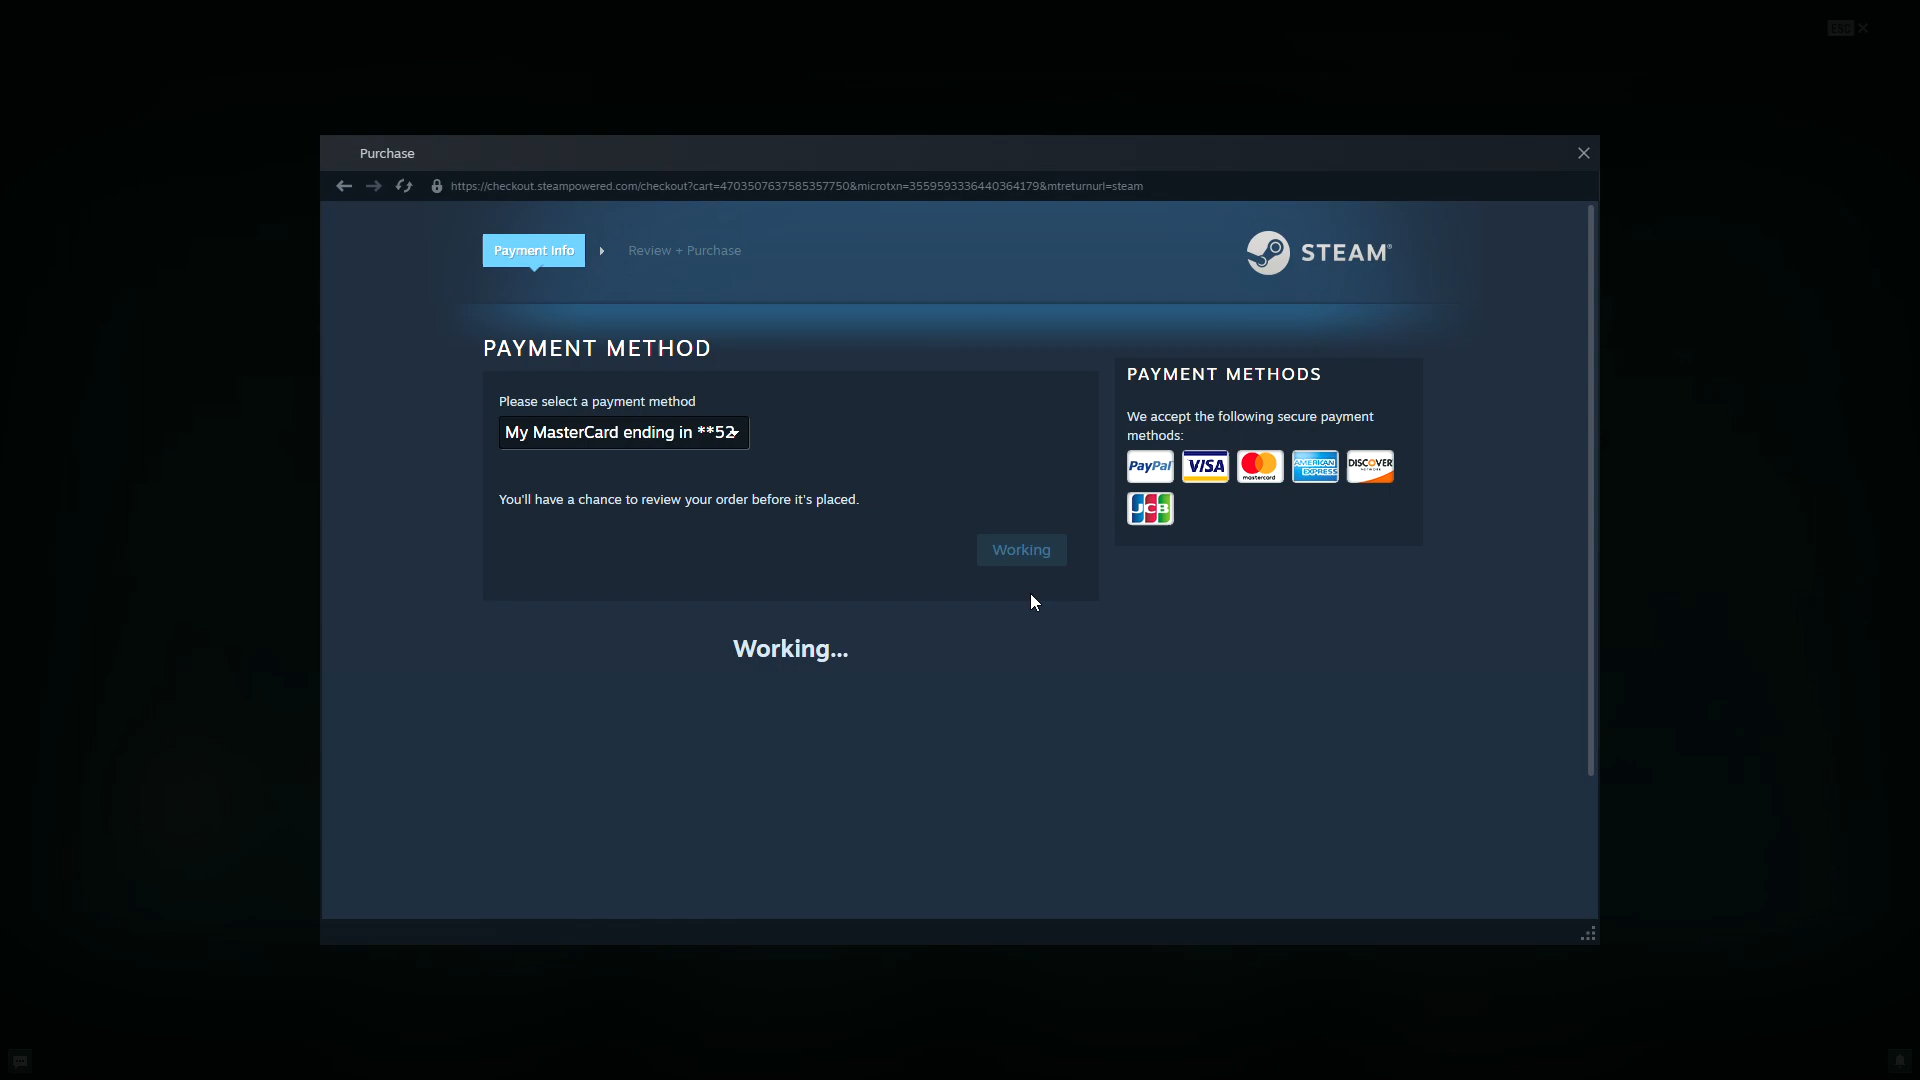 ESC
Purchase
https://checkout.steampowered.com/checkout?cart=4703507637585357750&microtxn=3559593336440364179&mtreturnurl=steam
Payment Info
Review + Purchase
STEAM®
PAYMENT METHOD
Please select a payment method
My MasterCard ending in **52
You'll have a chance to review your order before it's placed.
Working
Working...
PAYMENT METHODS
We accept the following secure payment
methods:
PayPal VISA mastercard AMERICAN EXPRESS DISCOVER NETWORK
JCB